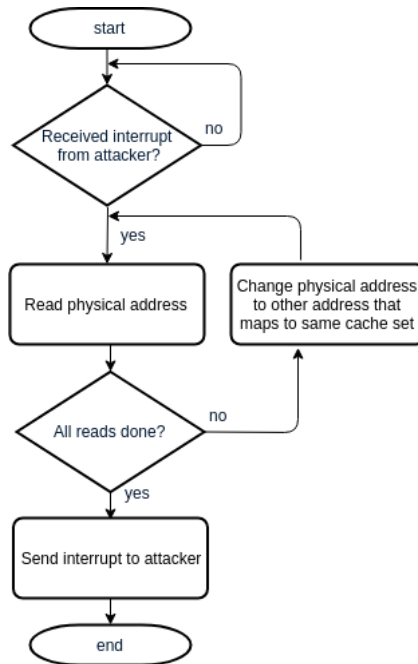 start
no
Received interrupt
from attacker?
yes
Read physical address
Change physical address
to other address that
maps to same cache set
no
All reads done?
yes
Send interrupt to attacker
end